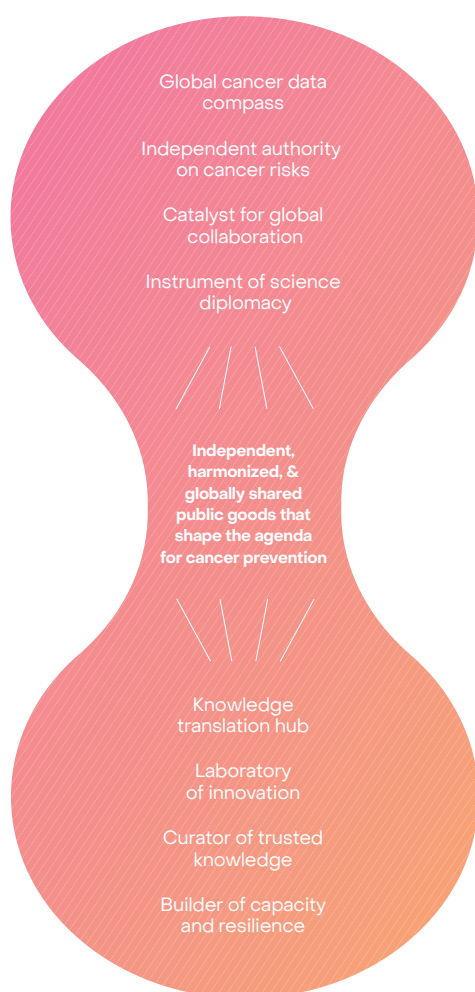 Global cancer data
compass
Independent authority
on cancer risks
Catalyst for global
collaboration
Instrument of science
diplomacy
Independent,
harmonized, &
globally shared
public goods that
shape the agenda
for cancer prevention
Knowledge
translation hub
Laboratory
of innovation
Curator of trusted
knowledge
Builder of capacity
and resilience